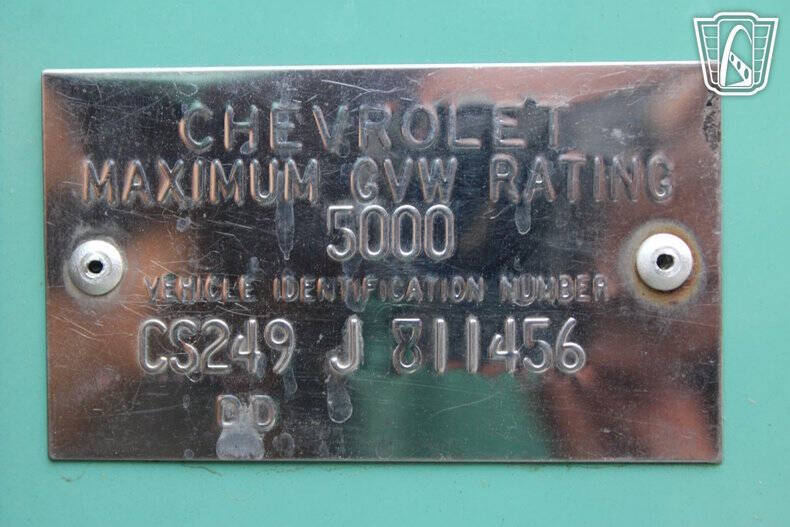 CHEVROLET
MAXIMUM GVW RATING
5000
VEHICLE IDENTIFICATION NUMBER
CS249 J 811456
DD